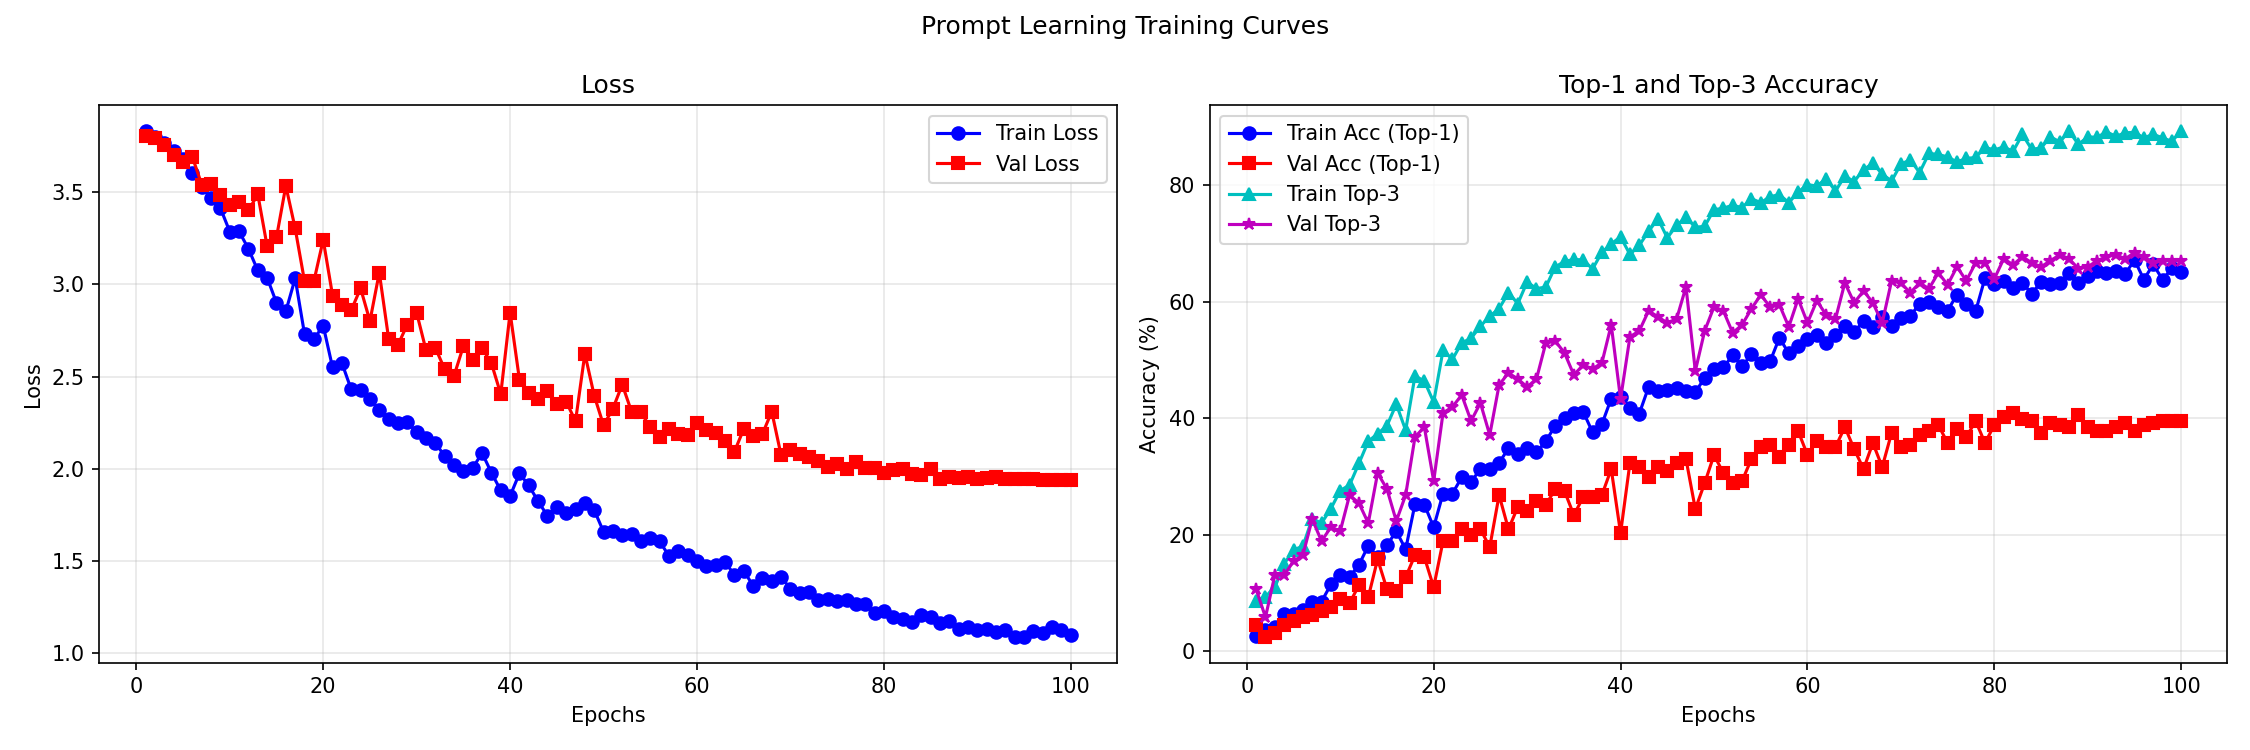 Prompt Learning Training Curves
Loss
Train Loss
Val Loss
3.5
3.0
2.5
2.0
1.5
1.0
Loss
0 20 40 60 80 100
Epochs
Top-1 and Top-3 Accuracy
Train Acc (Top-1)
Val Acc (Top-1)
Train Top-3
Val Top-3
80
60
40
20
0
Accuracy (%)
0 20 40 60 80 100
Epochs